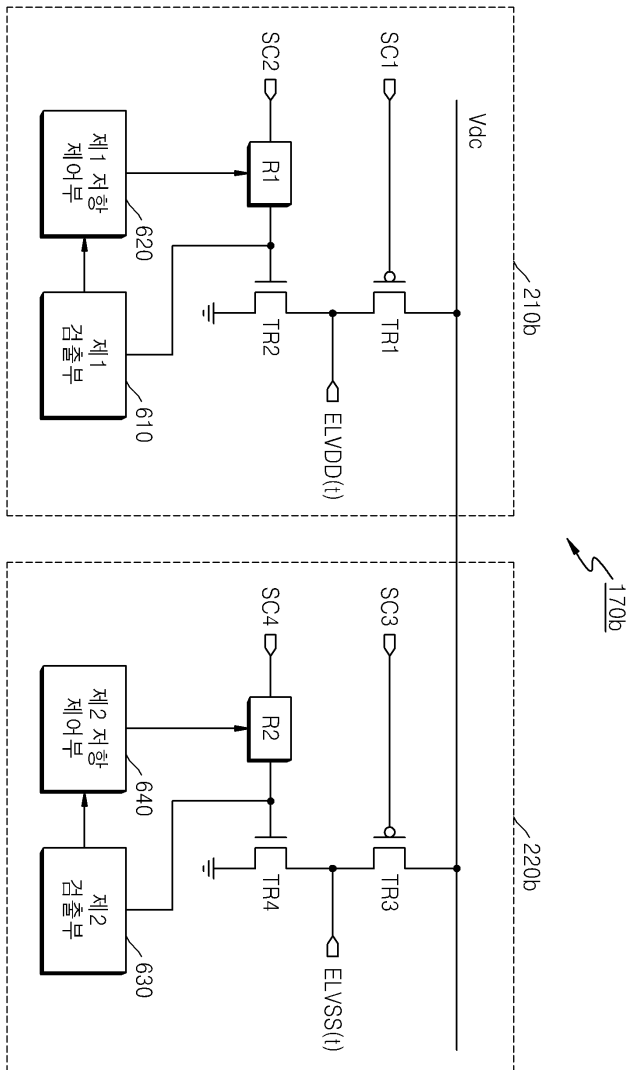 170b
210b
Vdc
SC1
TR1
ELVDD(t)
SC2
R1
TR2
제1 저항
제어부
620
제1
검출부
610
220b
SC3
TR3
ELVSS(t)
SC4
R2
TR4
제2 저항
제어부
640
제2
검출부
630